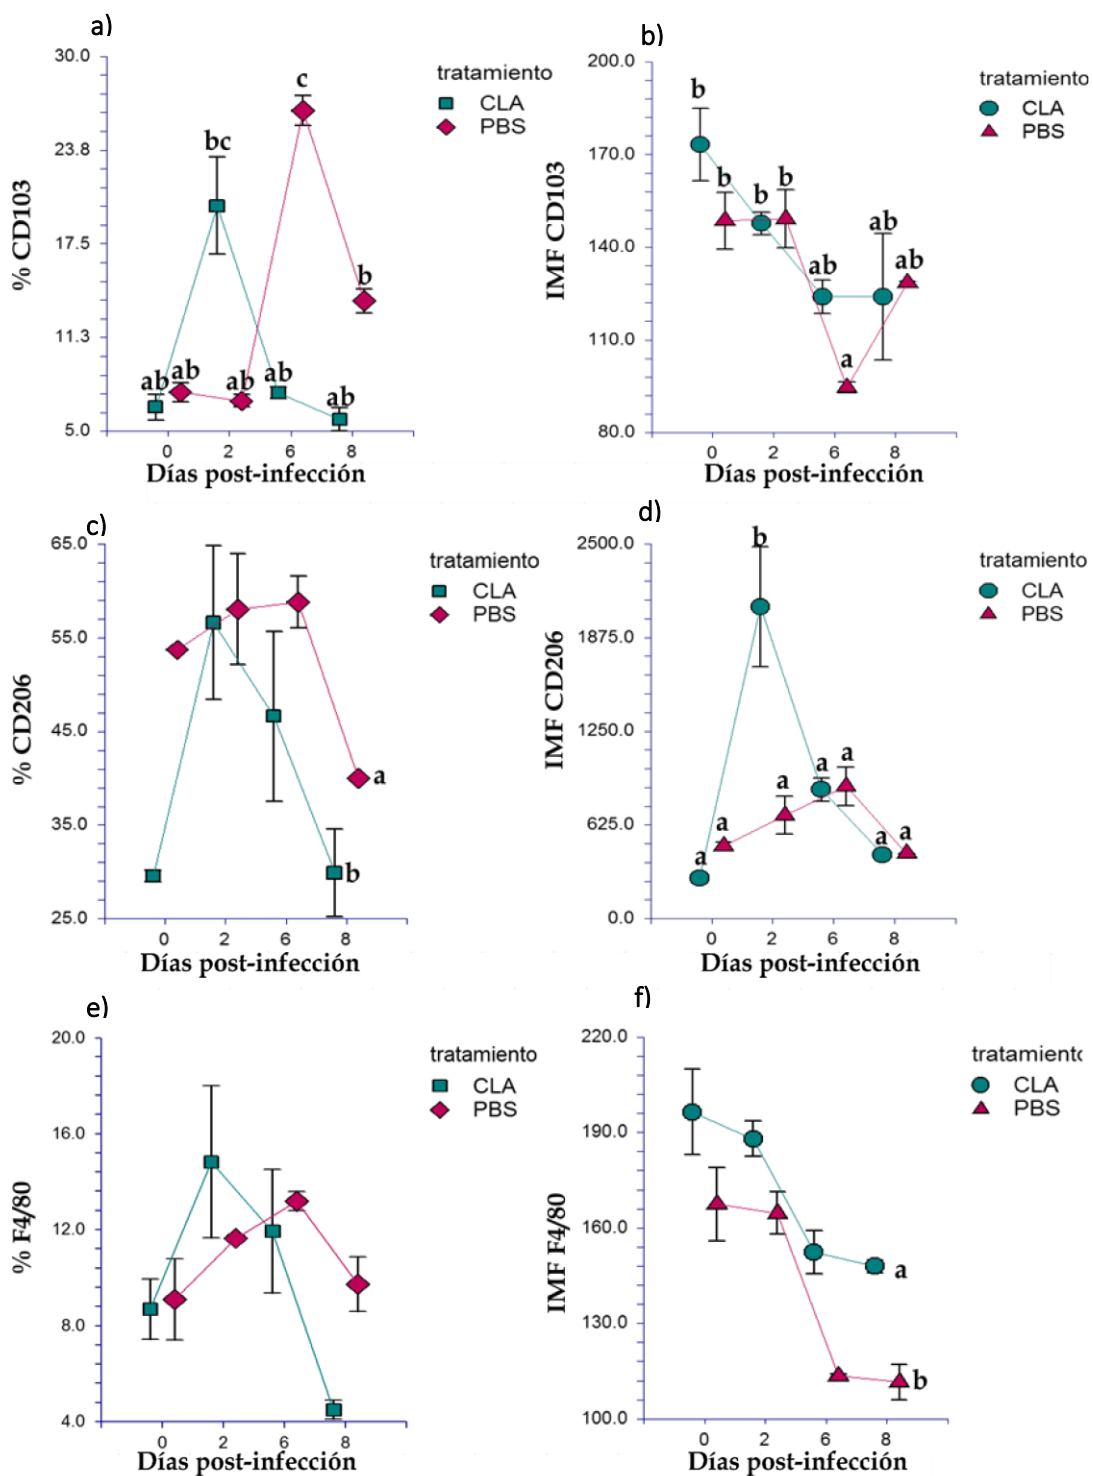 a)
30.0
23.8
17.5
11.3
5.0
% CD103
tratamiento
CLA
PBS
ab
ab
bc
ab
ab
c
ab
b
0
2
6
8
Días post-infección
b)
200.0
170.0
140.0
110.0
80.0
IMF CD103
tratamiento
CLA
PBS
b
b
b
b
ab
a
ab
ab
0
2
6
8
Días post-infección
c)
65.0
55.0
45.0
35.0
25.0
% CD206
tratamiento
CLA
PBS
a
b
0
2
6
8
Días post-infección
d)
2500.0
1875.0
1250.0
625.0
0.0
IMF CD206
tratamiento
CLA
PBS
a
a
b
a
a
a
a
a
0
2
6
8
Días post-infección
e)
20.0
16.0
12.0
8.0
4.0
% F4/80
tratamiento
CLA
PBS
0
2
6
8
Días post-infección
f)
220.0
190.0
160.0
130.0
100.0
IMF F4/80
tratamiento
CLA
PBS
a
b
0
2
6
8
Días post-infección